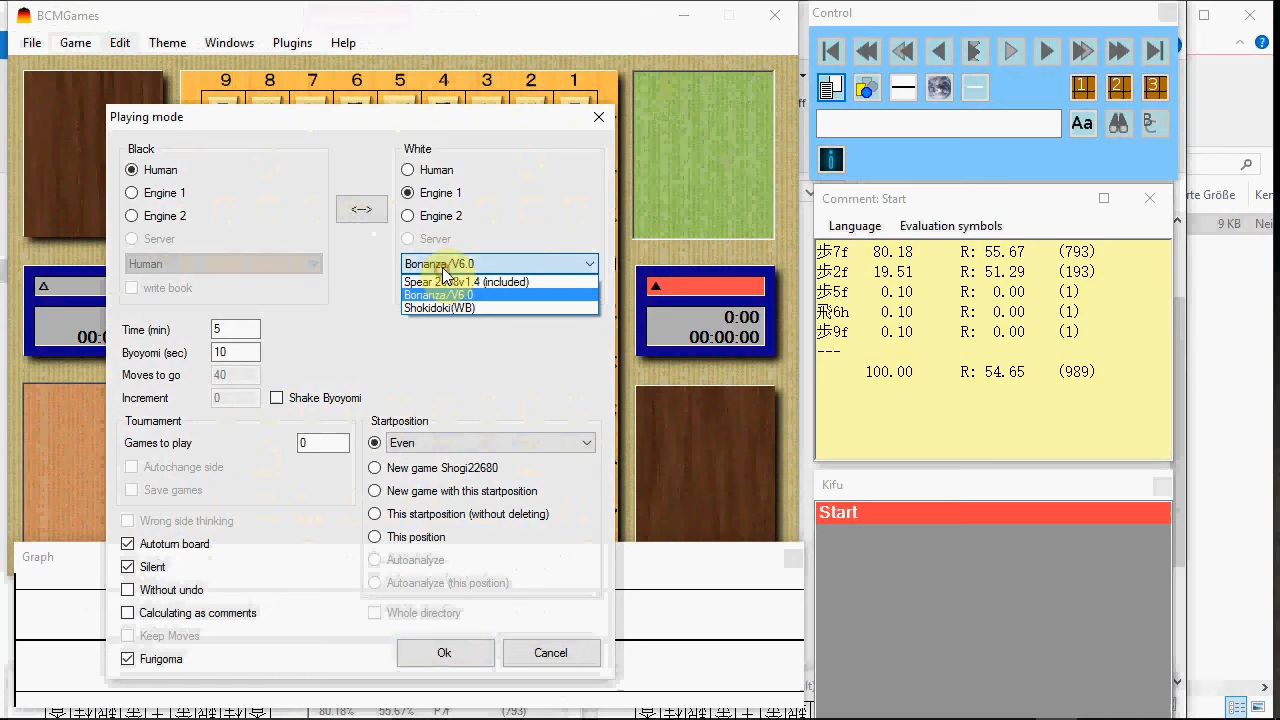 BCMGames
File Game Edit Theme Windows Plugins Help
9 8 7 6 5 4 3 2 1
Playing mode
Black
Human
Engine 1
Engine 2
Server
Human
write book
<-->
White
Human
Engine 1
Engine 2
Server
Bonanza/V6.0
(included)
Bonanza/V6.0
Shokidoki(WB)
Time (min) 5
Byoyomi (sec) 10
Moves to go 40
Increment 0
Shake Byoyomi
Tournament
Games to play 0
Autochange side
Save games
Startposition
Even
New game Shogi22680
New game with this startposition
This startposition (without deleting)
This position
Autoanalyze
Autoanalyze (this position)
Whole directory
Wrong side thinking
Autoturn board
Silent
Without undo
Calculating as comments
Keep Moves
Furigoma
Ok
Cancel
00:
0:00
00:00:00
Graph
Control
1 2 3
Aa
Comment: Start
Language Evaluation symbols
歩7f 80.18 R: 55.67 (793)
歩2f 19.51 R: 51.29 (193)
歩5f 0.10 R: 0.00 (1)
飛6h 0.10 R: 0.00 (1)
歩9f 0.10 R: 0.00 (1)
---
100.00 R: 54.65 (989)
Kifu
Start
rte Größe
Ken
9 KB
Nei
80.18% 55.67% (793)